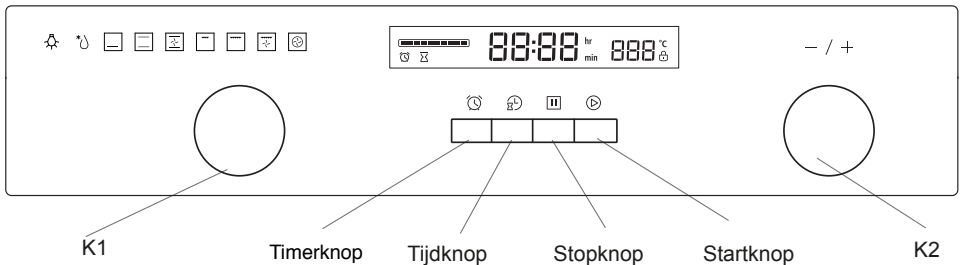 88:88 hr min 888 °C
− / +
K1 Timerknop Tijdknop Stopknop Startknop K2